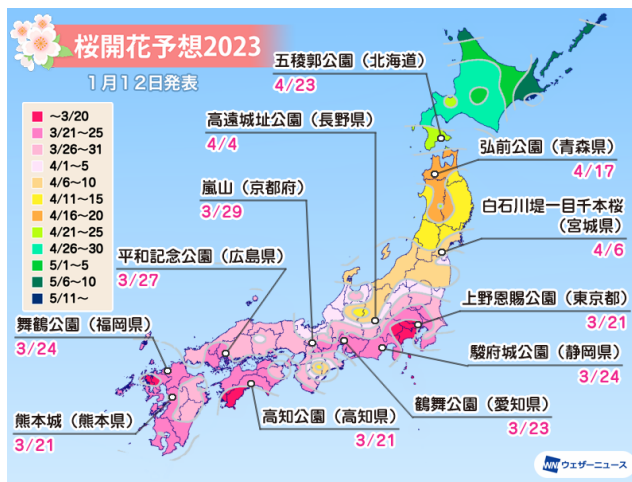 桜開花予想2023
1月12日発表
～3/20
3/21～25
3/26～31
4/1～5
4/6～10
4/11～15
4/16～20
4/21～25
4/26～30
5/1～5
5/6～10
5/11～
五稜郭公園（北海道）
4/23
高遠城址公園（長野県）
4/4
弘前公園（青森県）
4/17
嵐山（京都府）
3/29
白石川堤一目千本桜
（宮城県）
4/6
平和記念公園（広島県）
3/27
上野恩賜公園（東京都）
3/21
舞鶴公園（福岡県）
3/24
駿府城公園（静岡県）
3/24
鶴舞公園（愛知県）
3/23
熊本城（熊本県）
3/21
高知公園（高知県）
3/21
WNI ウェザーニュース